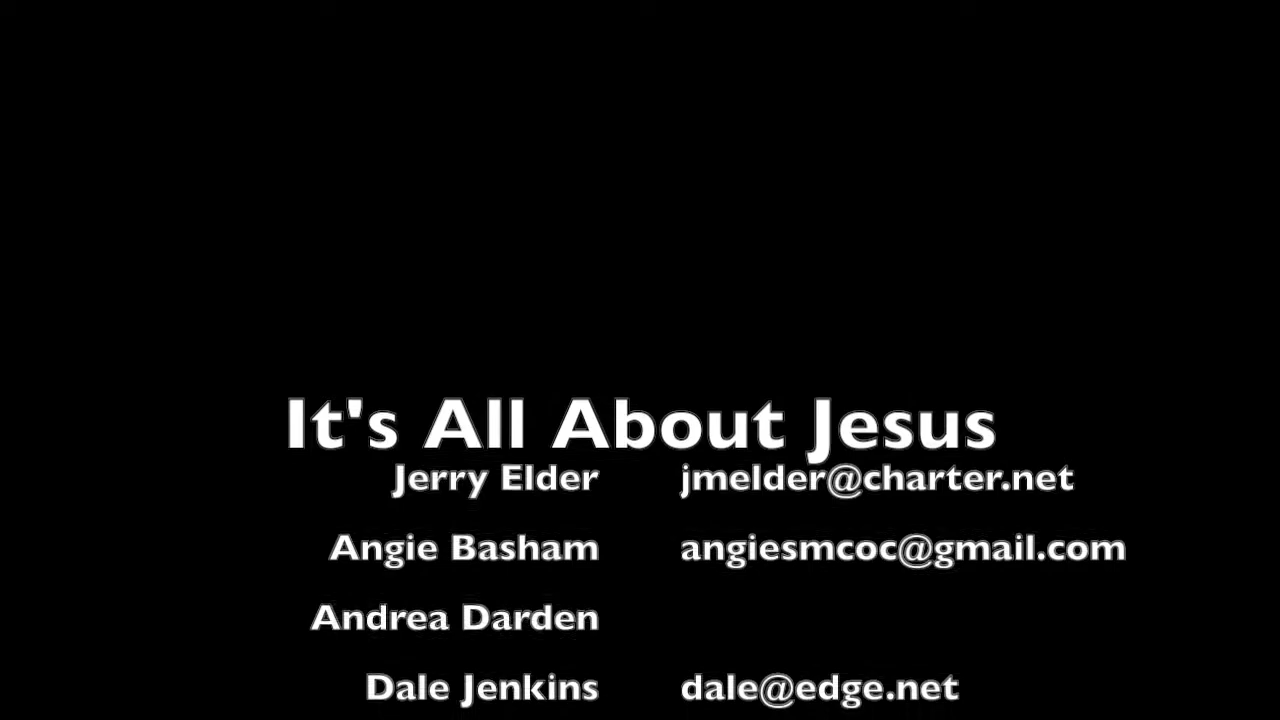 It's All About Jesus
Jerry Elder jmelder@charter.net
Angie Basham angiesmcoc@gmail.com
Andrea Darden
Dale Jenkins dale@edge.net